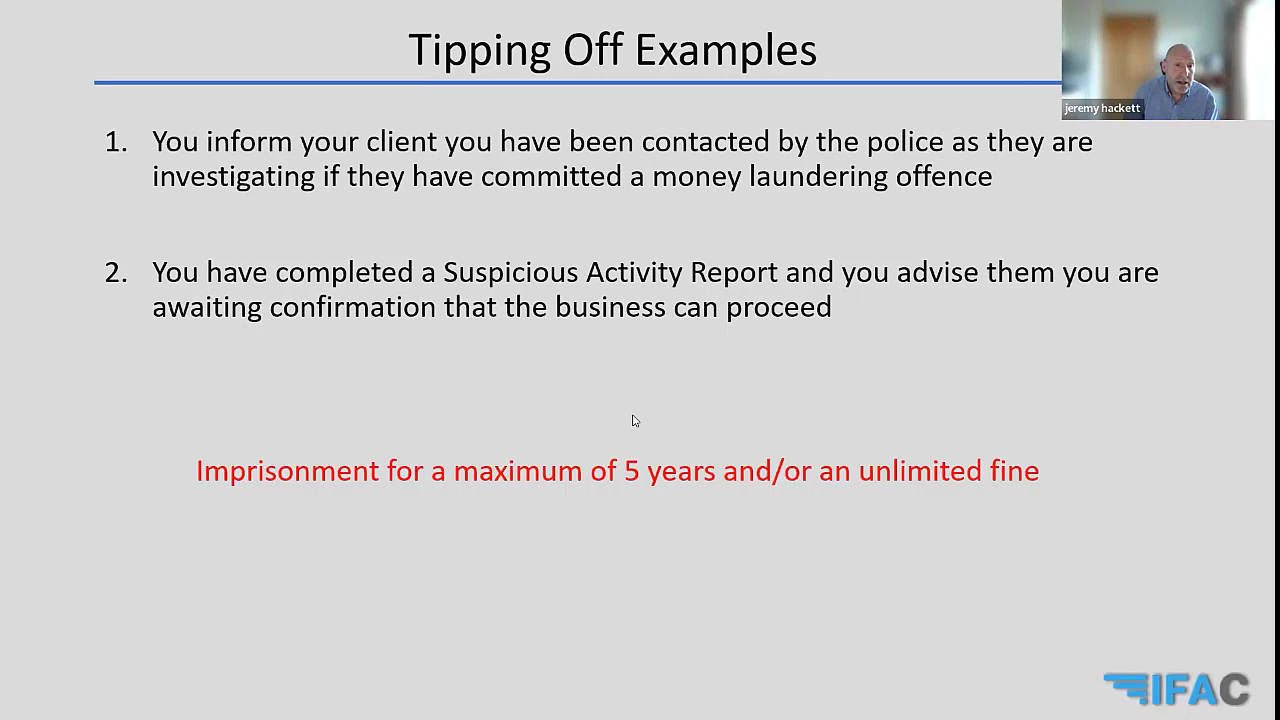 Tipping Off Examples
jeremy hackett
1. You inform your client you have been contacted by the police as they are
investigating if they have committed a money laundering offence
2. You have completed a Suspicious Activity Report and you advise them you are
awaiting confirmation that the business can proceed
Imprisonment for a maximum of 5 years and/or an unlimited fine
IFAC